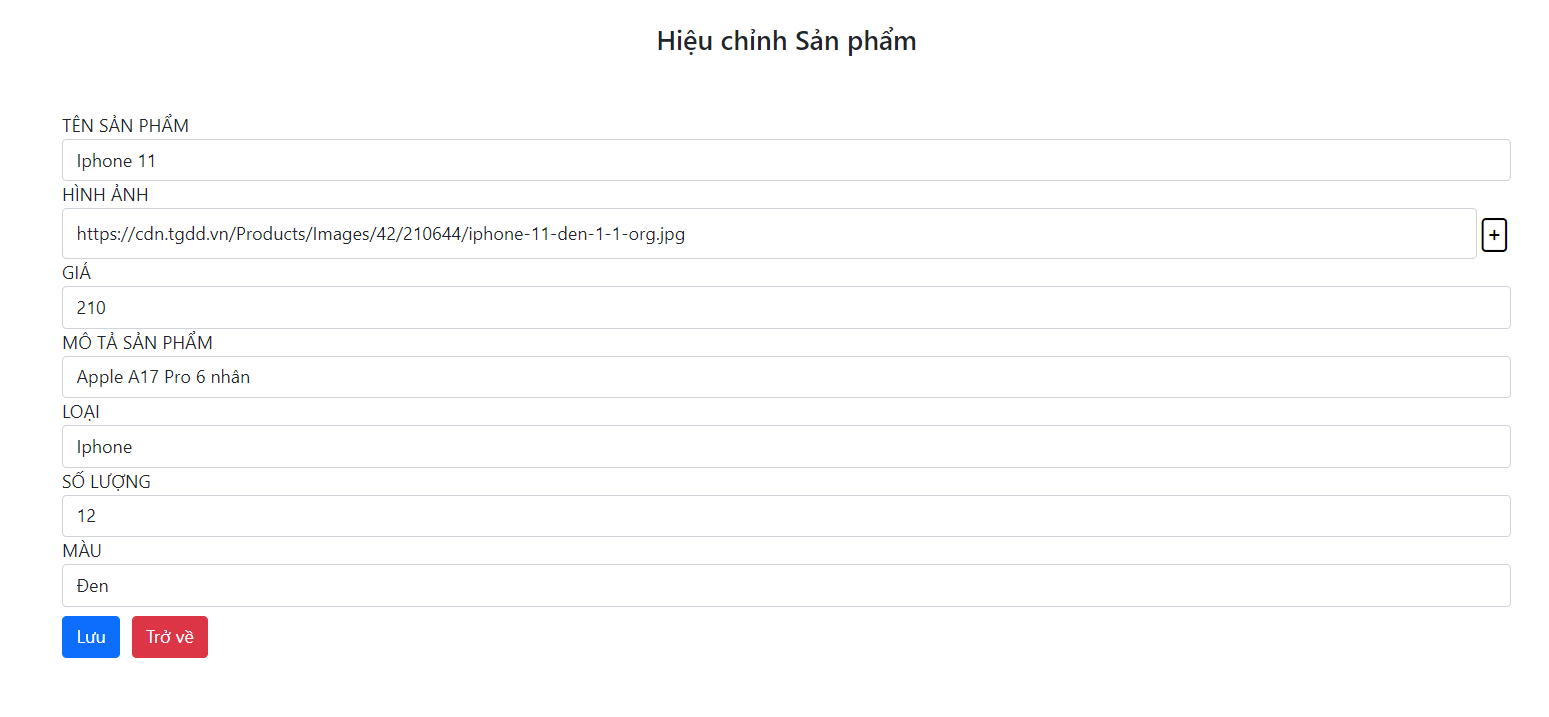 Hiệu chỉnh Sản phẩm
TÊN SẢN PHẨM
Iphone 11
HÌNH ẢNH
https://cdn.tgdd.vn/Products/Images/42/210644/iphone-11-den-1-1-org.jpg
+
GIÁ
210
MÔ TẢ SẢN PHẨM
Apple A17 Pro 6 nhân
LOẠI
Iphone
SỐ LƯỢNG
12
MÀU
Đen
Lưu Trở về